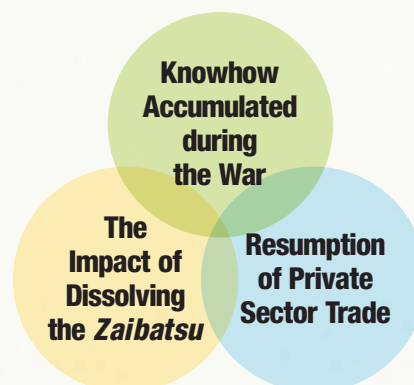 Knowhow
Accumulated
during
the War
The
Impact of
Dissolving
the Zaibatsu
Resumption
of Private
Sector Trade